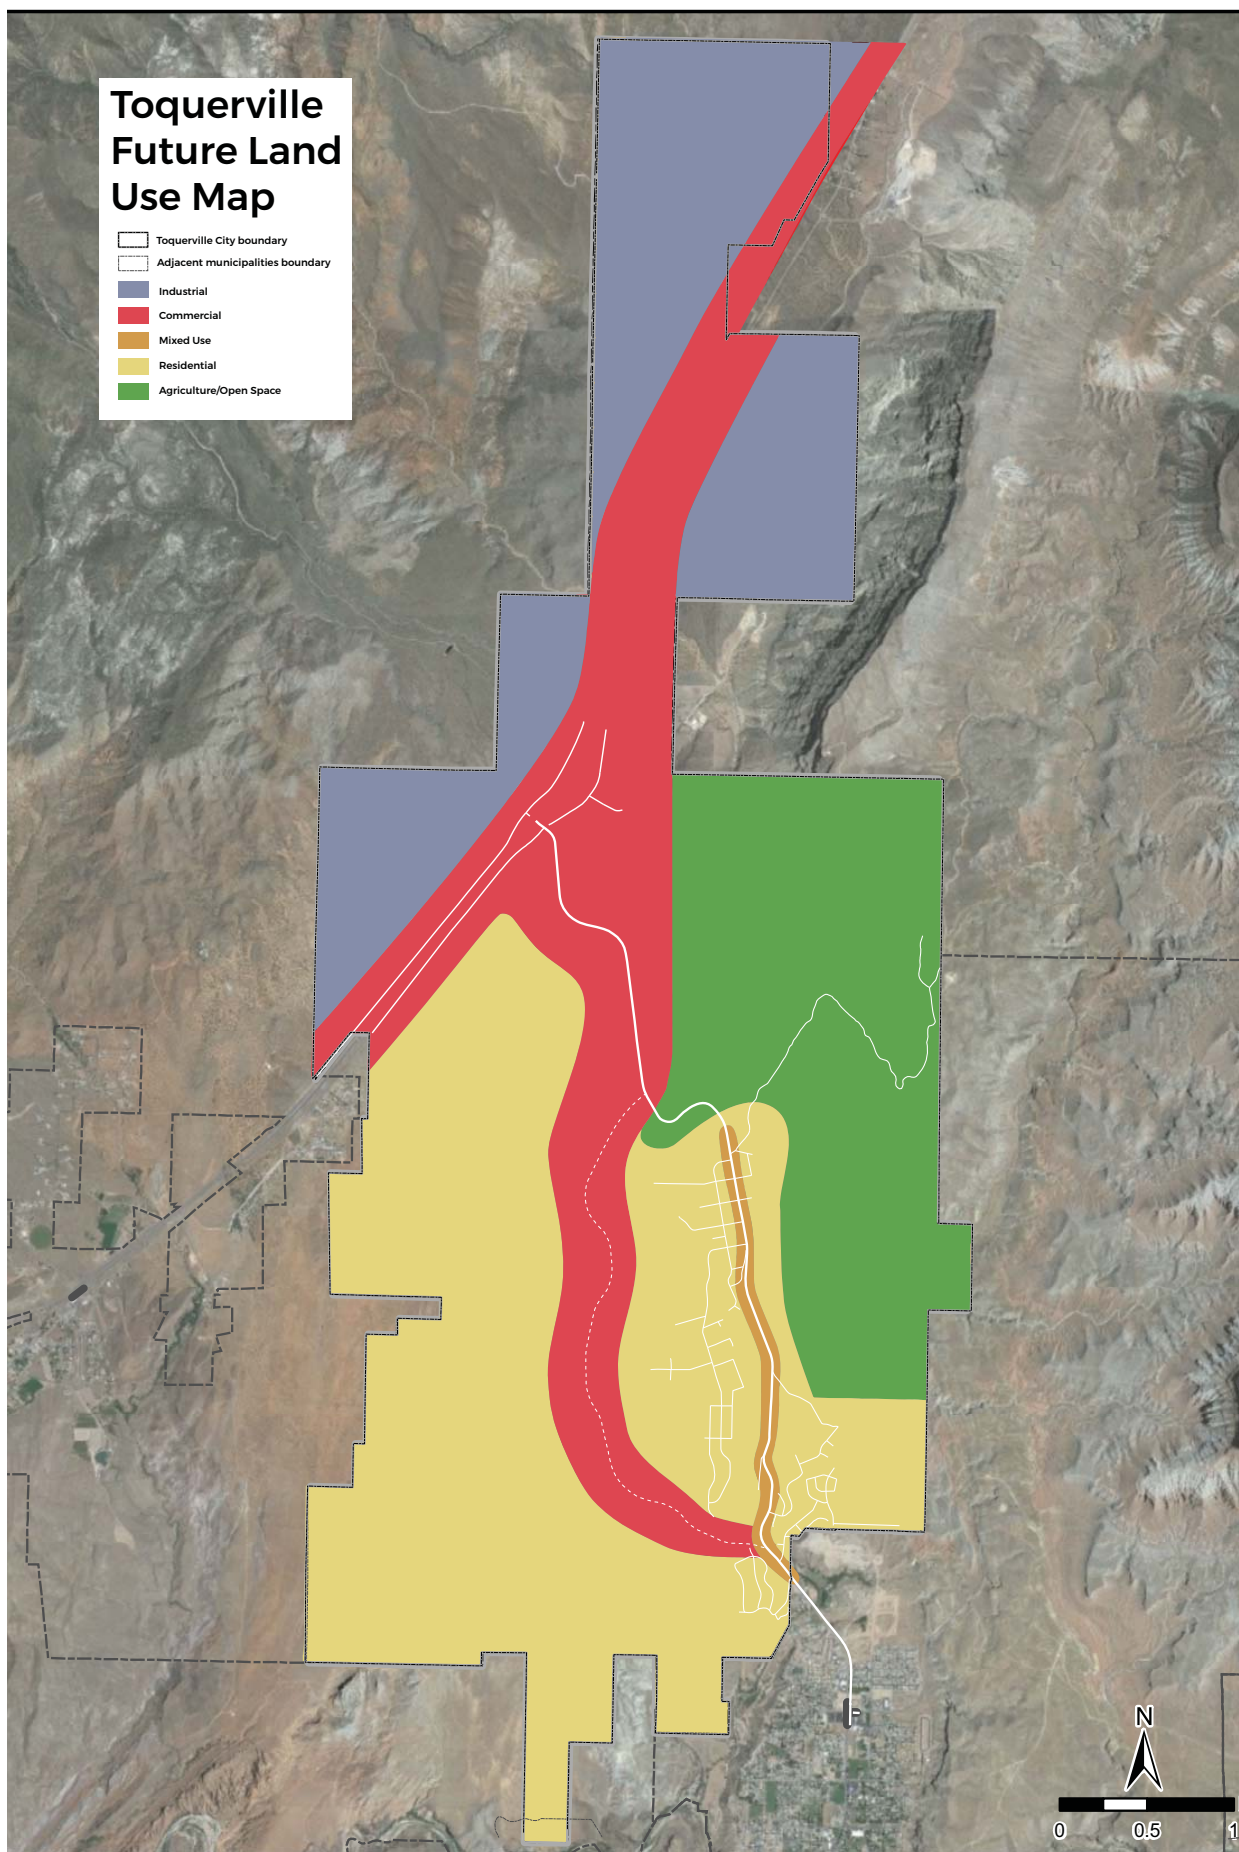 Toquerville
Future Land
Use Map
Toquerville City boundary
Adjacent municipalities boundary
Industrial
Commercial
Mixed Use
Residential
Agriculture/Open Space
N
0 0.5 1